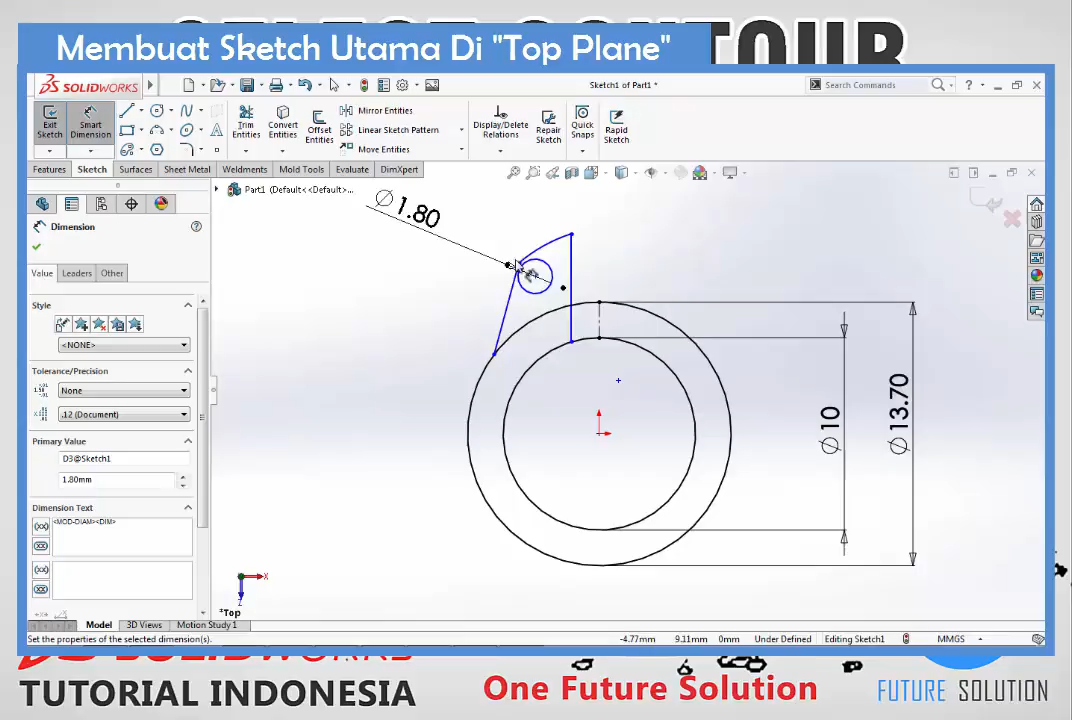 Membuat Sketch Utama Di "Top Plane"
SOLIDWORKS
Sketch1 of Part1 *
Search Commands
?
Exit Sketch
Smart Dimension
Trim Entities
Convert Entities
Offset Entities
Mirror Entities
Linear Sketch Pattern
Move Entities
Display/Delete Relations
Repair Sketch
Quick Snaps
Rapid Sketch
Features
Sketch
Surfaces
Sheet Metal
Weldments
Mold Tools
Evaluate
DimXpert
Part1 (Default<<Default>...
Dimension
Value
Leaders
Other
Style
<NONE>
Tolerance/Precision
None
.12 (Document)
Primary Value
D3@Sketch1
1.80mm
Dimension Text
<MOD-DIAM><DIM>
(xx)
(xx)
∅ 1.80
∅ 10
∅ 13.70
X
Z
*Top
Model
3D Views
Motion Study 1
Set the properties of the selected dimension(s).
-4.77mm
9.11mm
0mm
Under Defined
Editing Sketch1
MMGS
TUTORIAL INDONESIA
One Future Solution
FUTURE SOLUTION